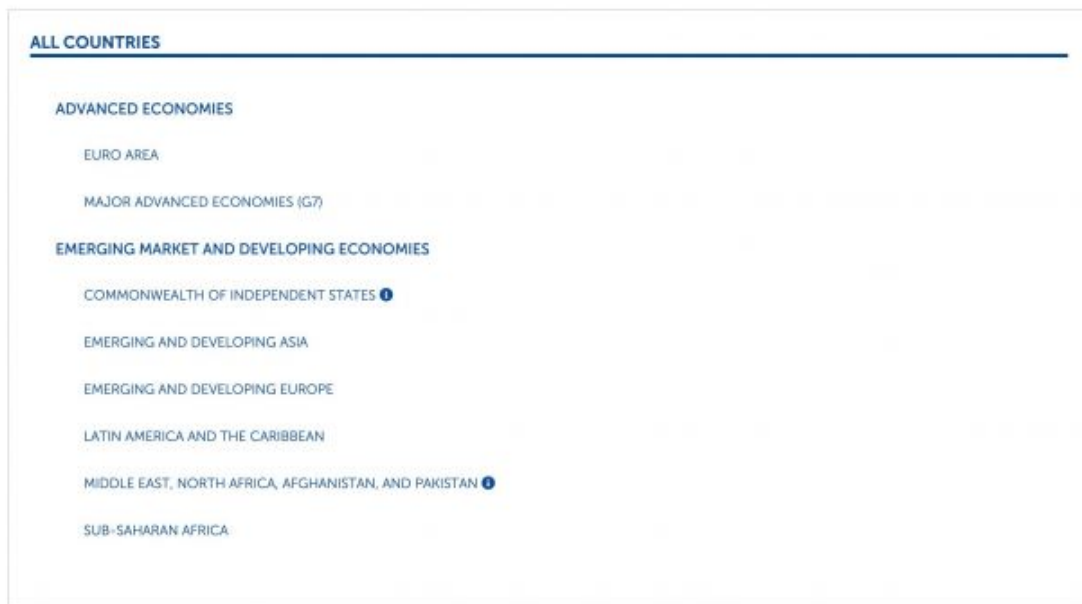 ALL COUNTRIES
ADVANCED ECONOMIES
EURO AREA
MAJOR ADVANCED ECONOMIES (G7)
EMERGING MARKET AND DEVELOPING ECONOMIES
COMMONWEALTH OF INDEPENDENT STATES
EMERGING AND DEVELOPING ASIA
EMERGING AND DEVELOPING EUROPE
LATIN AMERICA AND THE CARIBBEAN
MIDDLE EAST, NORTH AFRICA, AFGHANISTAN, AND PAKISTAN
SUB-SAHARAN AFRICA